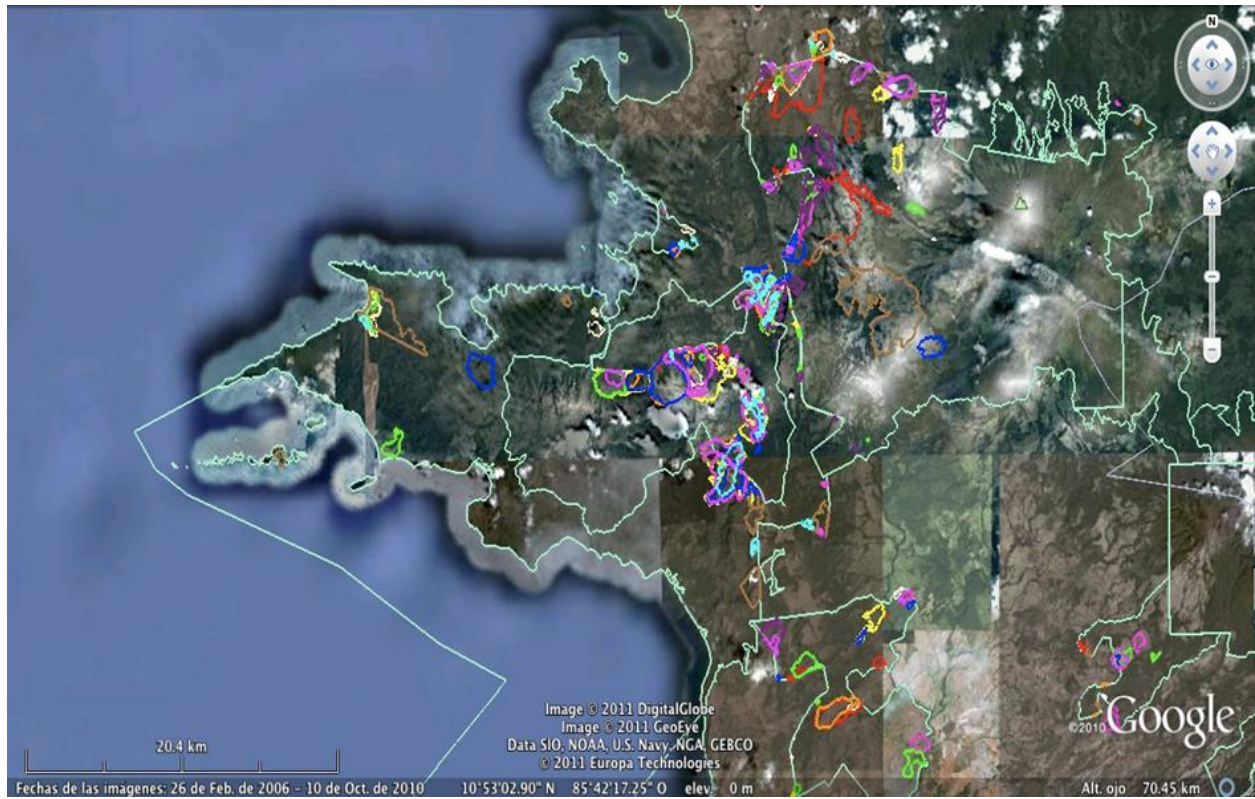 N
Image © 2011 DigitalGlobe
Image © 2011 GeoEye
Data SIO, NOAA, U.S. Navy, NGA, GEBCO
© 2011 Europa Technologies
©2010 Google
20.4 km
Fechas de las imágenes: 26 de Feb. de 2006 – 10 de Oct. de 2010 10°53'02.90" N 85°42'17.25" O elev. 0 m Alt. ojo 70.45 km